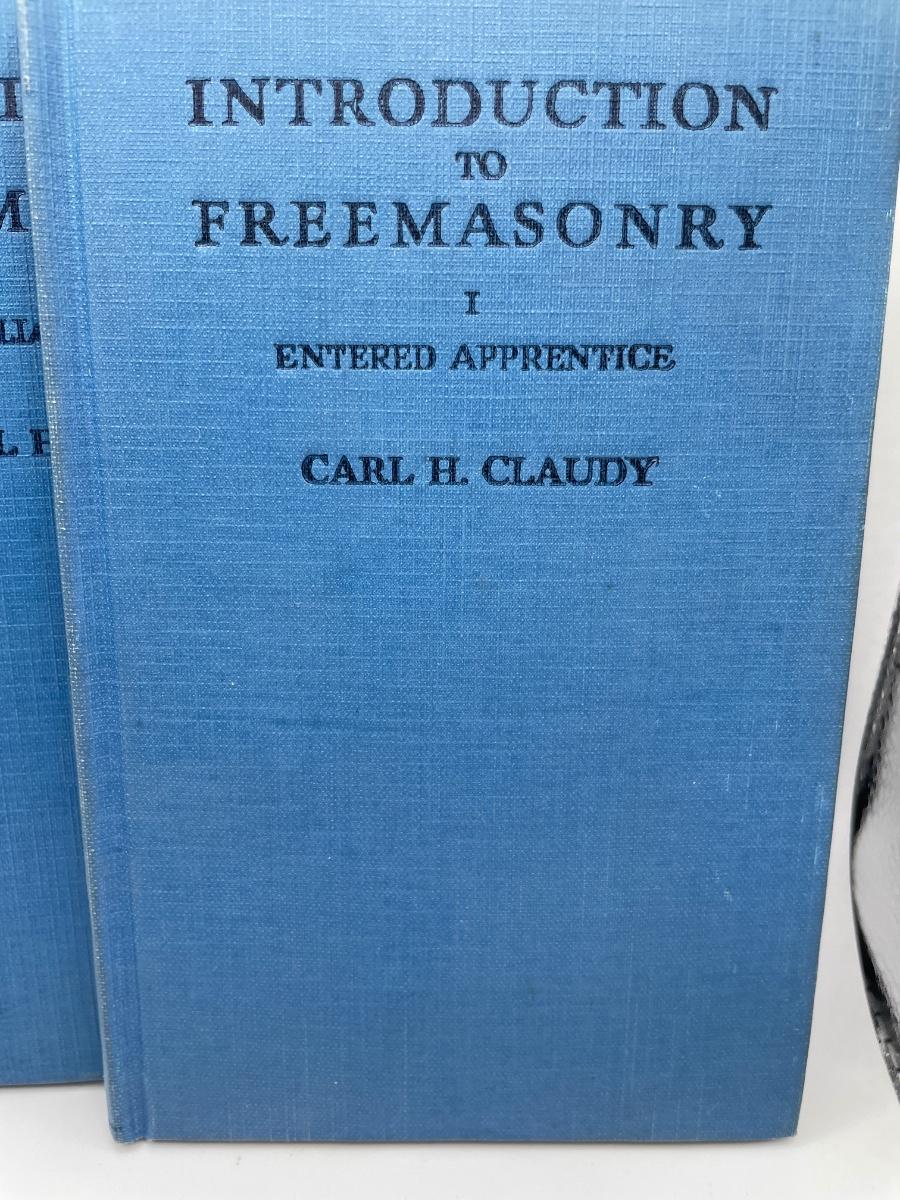 INTRODUCTION
TO
FREEMASONRY
I
ENTERED APPRENTICE
CARL H. CLAUDY